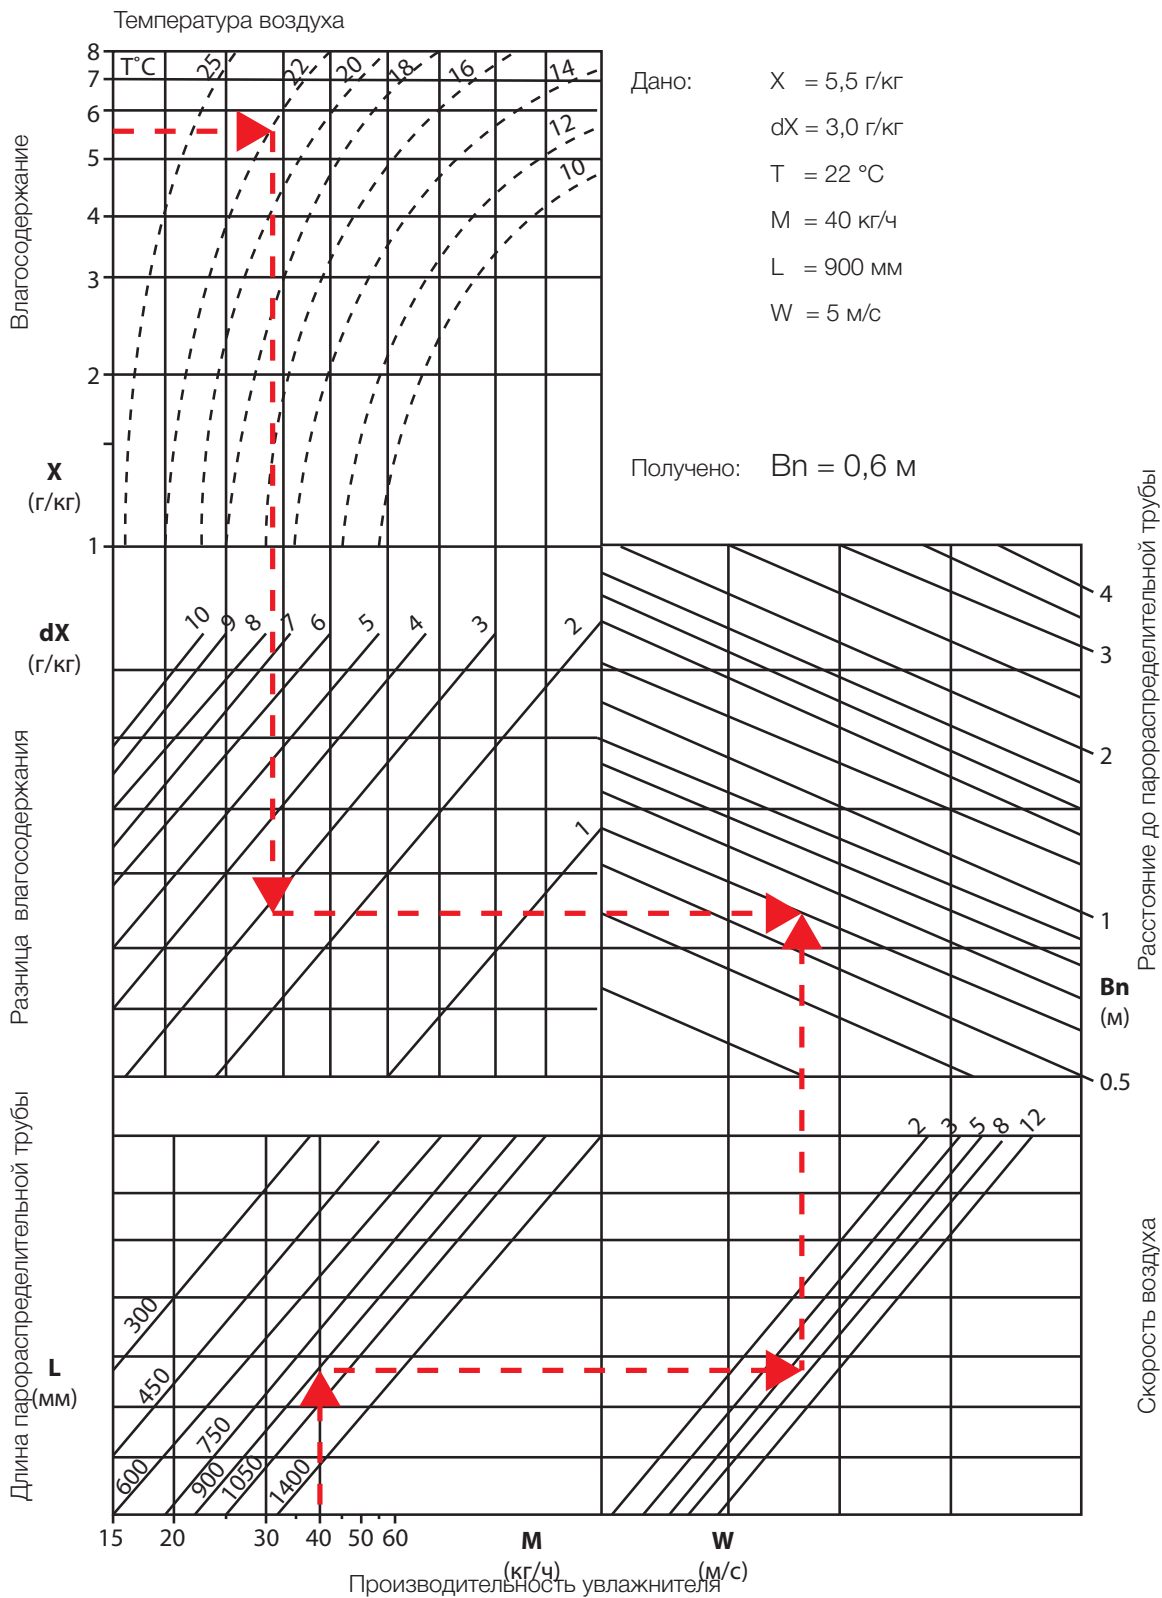 Температура воздуха
T°C
25
22
20
18
16
14
12
10
8
7
6
5
4
3
2
1
Влагосодержание
X
(г/кг)
Дано:
X = 5,5 г/кг
dX = 3,0 г/кг
T = 22 °C
M = 40 кг/ч
L = 900 мм
W = 5 м/с
Получено: Bn = 0,6 м
dX
(г/кг)
Разница влагосодержания
10
9
8
7
6
5
4
3
2
1
Расстояние до парораспределительной трубы
4
3
2
1
Bn
(м)
0.5
Длина парораспределительной трубы
L
(мм)
300
450
600
750
900
1050
1400
2
3
5
8
12
Скорость воздуха
15 20 30 40 50 60
M
(кг/ч)
W
(м/с)
Производительность увлажнителя